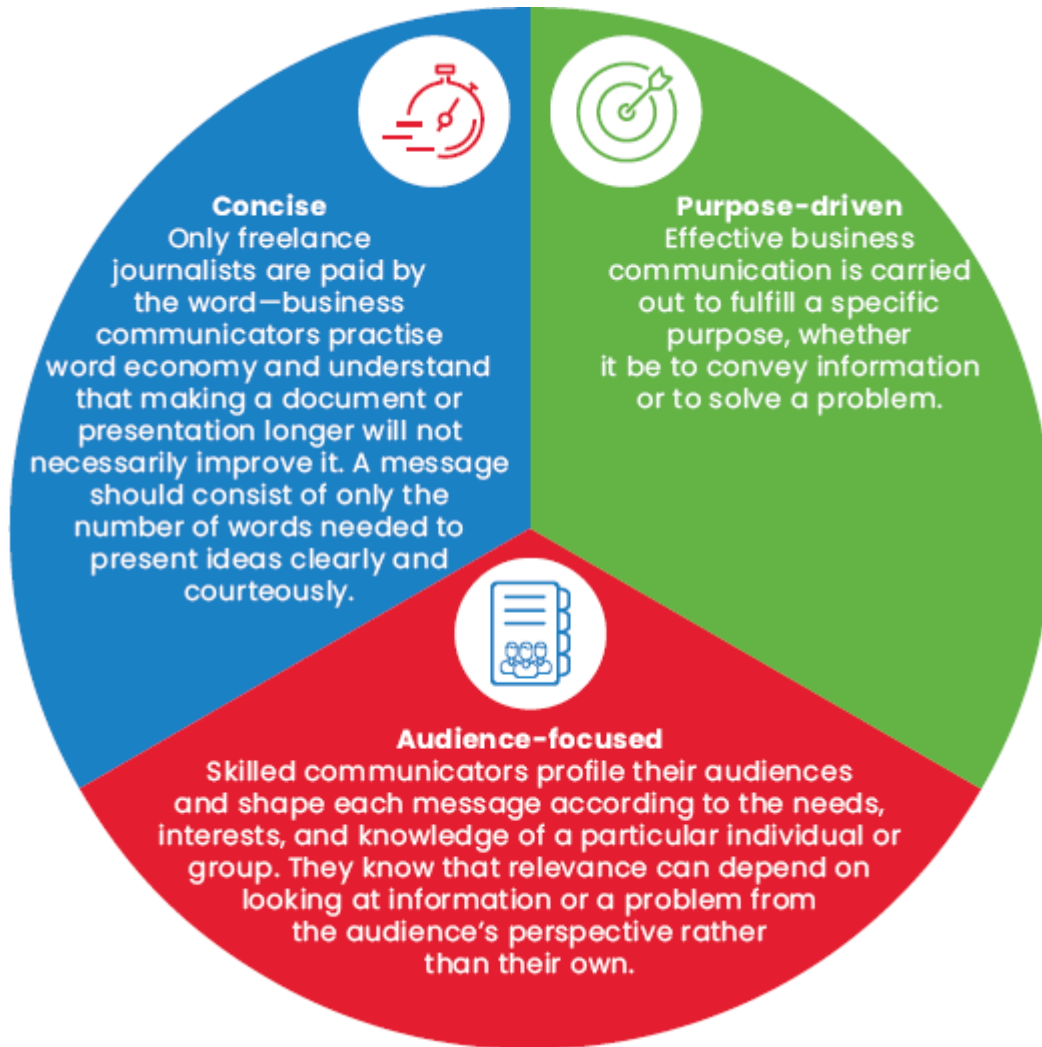 Concise
Only freelance
journalists are paid by
the word—business
communicators practise
word economy and understand
that making a document or
presentation longer will not
necessarily improve it. A message
should consist of only the
number of words needed to
present ideas clearly and
courteously.
Purpose-driven
Effective business
communication is carried
out to fulfill a specific
purpose, whether
it be to convey information
or to solve a problem.
Audience-focused
Skilled communicators profile their audiences
and shape each message according to the needs,
interests, and knowledge of a particular individual or
group. They know that relevance can depend on
looking at information or a problem from
the audience’s perspective rather
than their own.